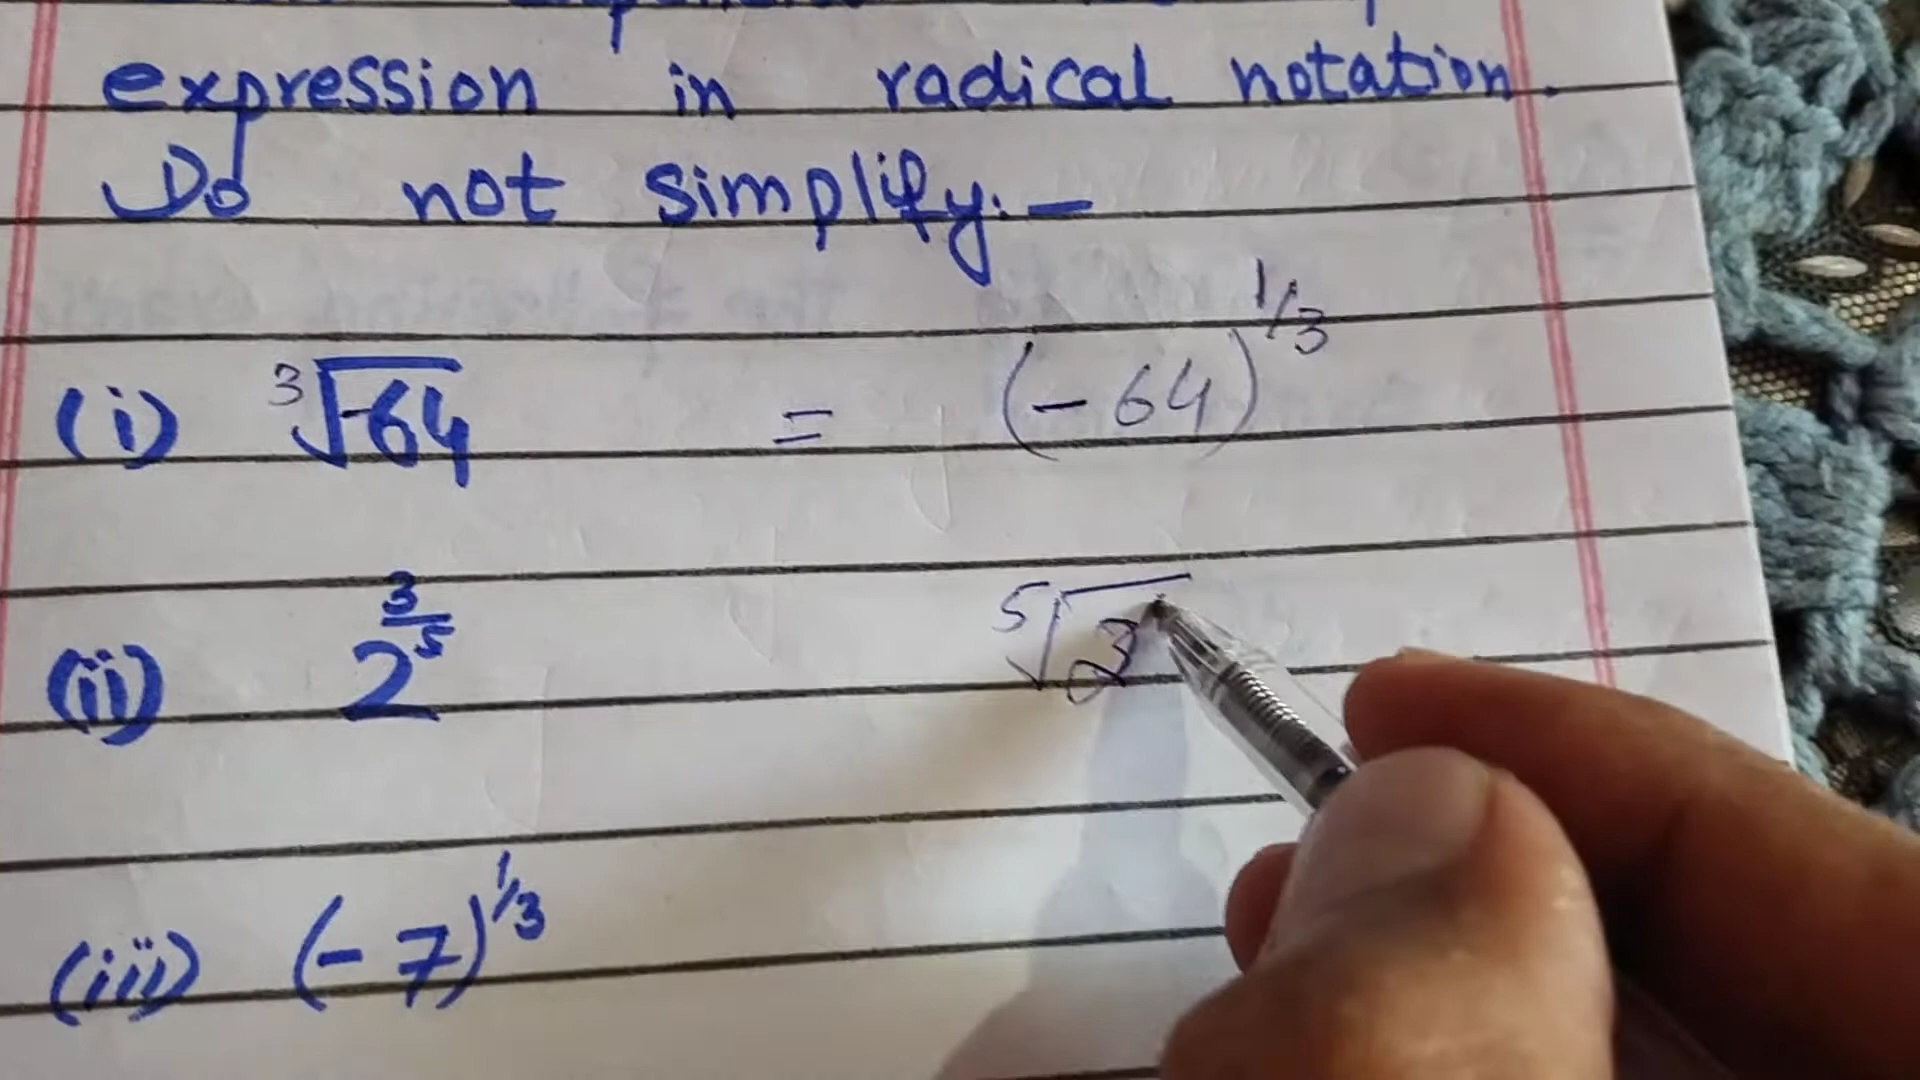 expression in radical notation.
Do not simplify:-
(i) ³√-64 = (-64)^1/3
(ii) 2^3/5 ⁵√2
(iii) (-7)^1/3